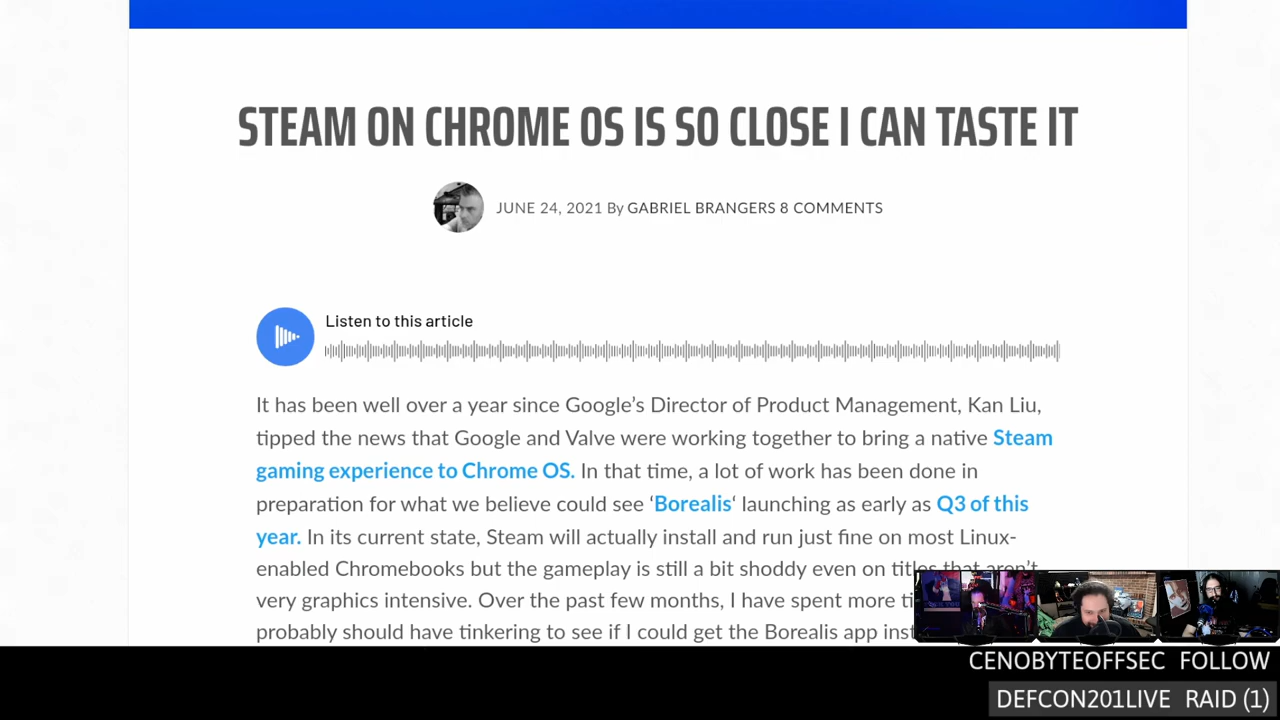 STEAM ON CHROME OS IS SO CLOSE I CAN TASTE IT
JUNE 24, 2021 By GABRIEL BRANGERS 8 COMMENTS
Listen to this article
It has been well over a year since Google’s Director of Product Management, Kan Liu,
tipped the news that Google and Valve were working together to bring a native Steam
gaming experience to Chrome OS. In that time, a lot of work has been done in
preparation for what we believe could see ‘Borealis‘ launching as early as Q3 of this
year. In its current state, Steam will actually install and run just fine on most Linux-
enabled Chromebooks but the gameplay is still a bit shoddy even on titles that aren’t
very graphics intensive. Over the past few months, I have spent more
probably should have tinkering to see if I could get the Borealis app
CENOBYTEOFFSEC FOLLOW
DEFCON201LIVE RAID (1)